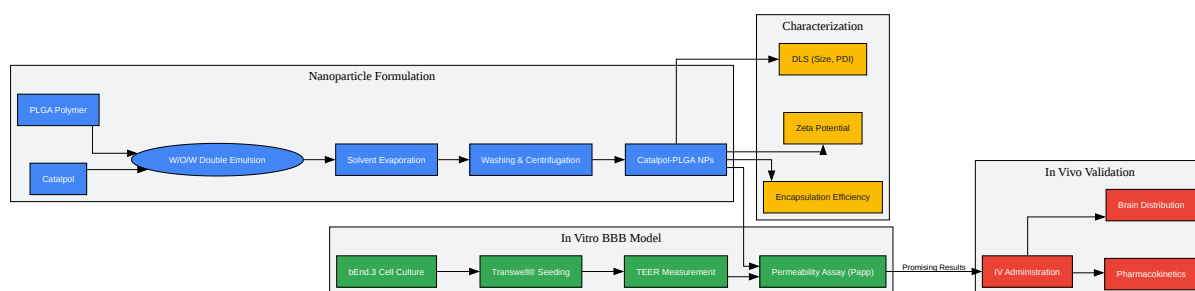 Characterization
DLS (Size, PDI)
Nanoparticle Formulation
PLGA Polymer
Zeta Potential
W/O/W Double Emulsion
Solvent Evaporation
Washing & Centrifugation
Catalpol-PLGA NPs
Catalpol
Encapsulation Efficiency
In Vivo Validation
Brain Distribution
In Vitro BBB Model
bEnd.3 Cell Culture
Transwell® Seeding
TEER Measurement
Permeability Assay (Papp)
Promising Results
IV Administration
Pharmacokinetics